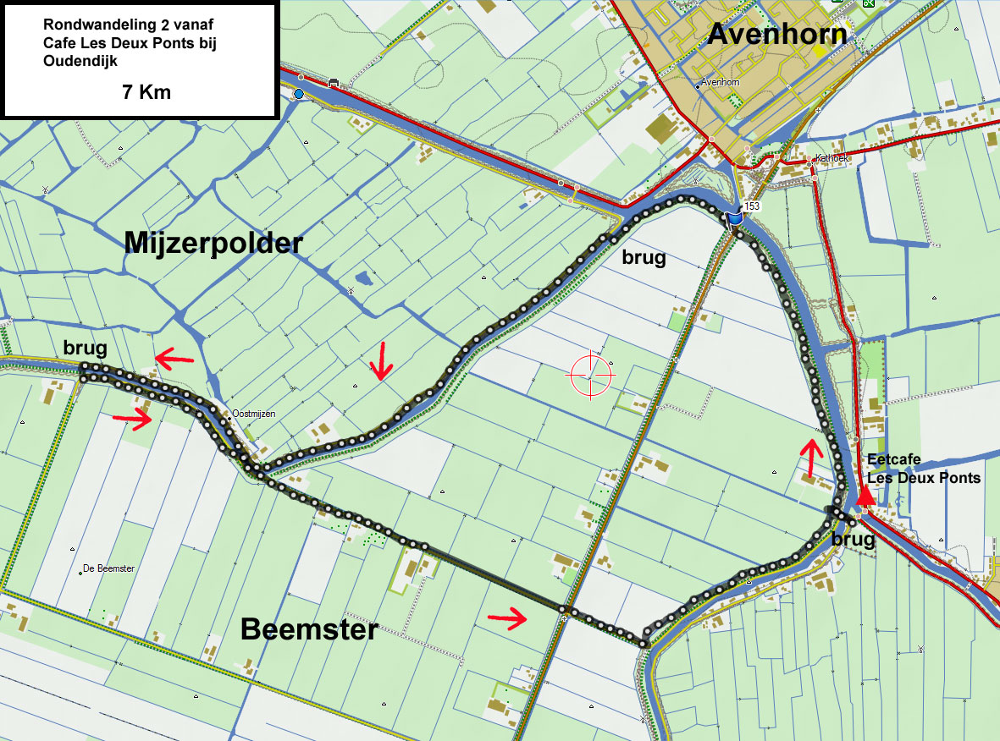 Rondwandeling 2 vanaf
Cafe Les Deux Ponts bij
Oudendijk
7 Km
Avenhorn
Avenhorn
Kathoek
153
Mijzerpolder
brug
brug
Oostmijzen
Eetcafe
Les Deux Ponts
brug
De Beemster
Beemster